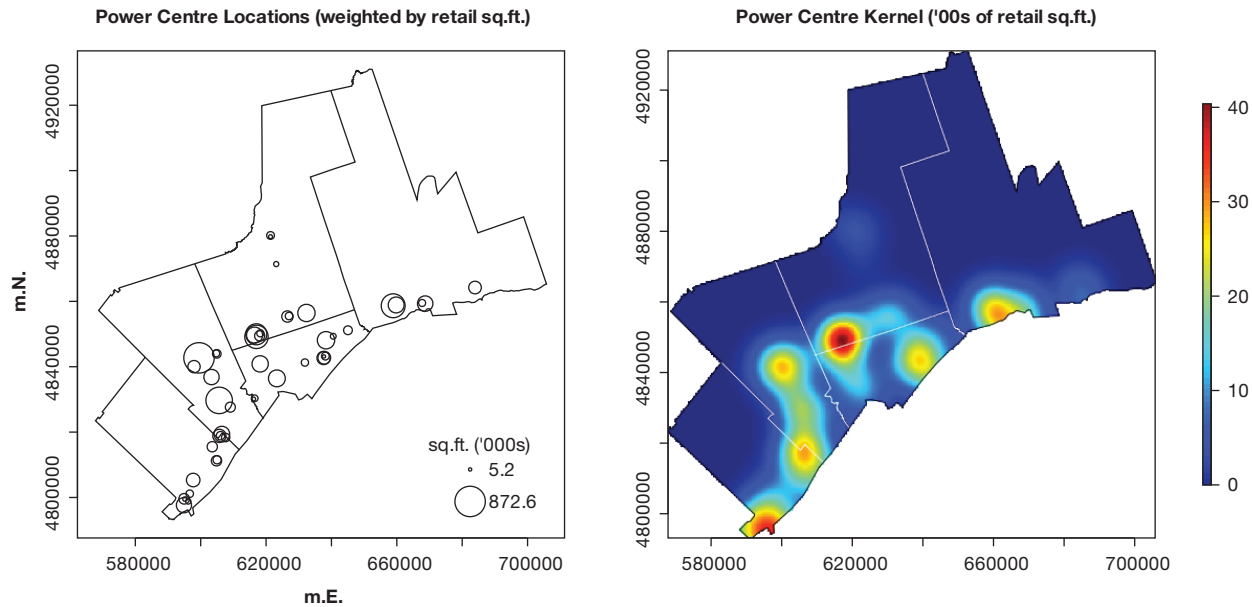 Power Centre Locations (weighted by retail sq.ft.)
4920000
4880000
4840000
4800000
m.N.
sq.ft. ('000s)
5.2
872.6
580000 620000 660000 700000
m.E.
Power Centre Kernel ('00s of retail sq.ft.)
4920000
4880000
4840000
4800000
580000 620000 660000 700000
40
30
20
10
0